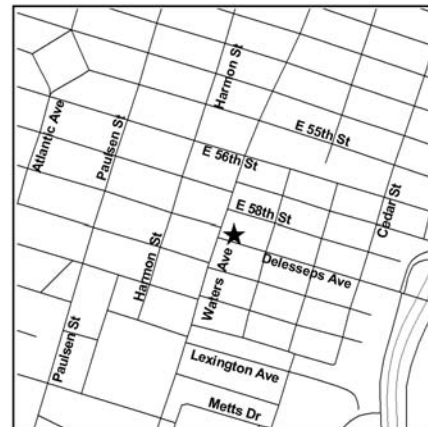 Harmon St
E 55th St
Atlantic Ave
Paulsen St
E 56th St
E 58th St
Cedar St
Harmon St
Waters Ave
Delesseps Ave
Paulsen St
Lexington Ave
Metts Dr